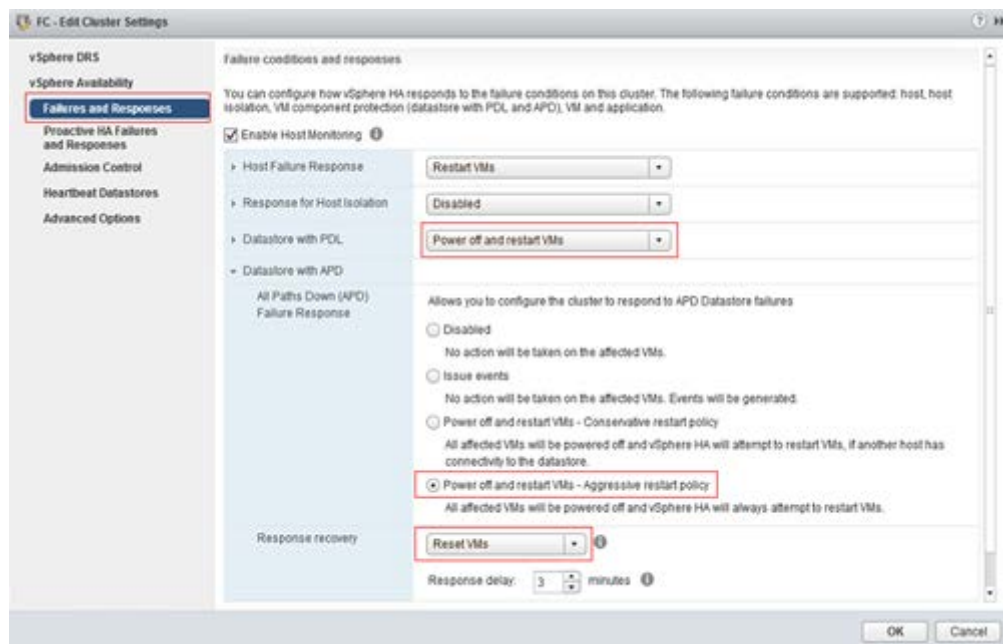 FC - Edit Cluster Settings
vSphere DRS
vSphere Availability
Failures and Responses
Proactive HA Failures
and Responses
Admission Control
Heartbeat Datastores
Advanced Options
Failure conditions and responses
You can configure how vSphere HA responds to the failure conditions on this cluster. The following failure conditions are supported: host, host
isolation, VM component protection (datastore with PDL and APD), VM and application.
Enable Host Monitoring
Host Failure Response
Restart VMs
Response for Host Isolation
Disabled
Datastore with PDL
Power off and restart VMs
Datastore with APD
All Paths Down (APD)
Failure Response
Allows you to configure the cluster to respond to APD Datastore failures
Disabled
No action will be taken on the affected VMs.
Issue events
No action will be taken on the affected VMs. Events will be generated.
Power off and restart VMs - Conservative restart policy
All affected VMs will be powered off and vSphere HA will attempt to restart VMs, if another host has
connectivity to the datastore.
Power off and restart VMs - Aggressive restart policy
All affected VMs will be powered off and vSphere HA will always attempt to restart VMs.
Response recovery
Reset VMs
Response delay: 3 minutes
OK Cancel